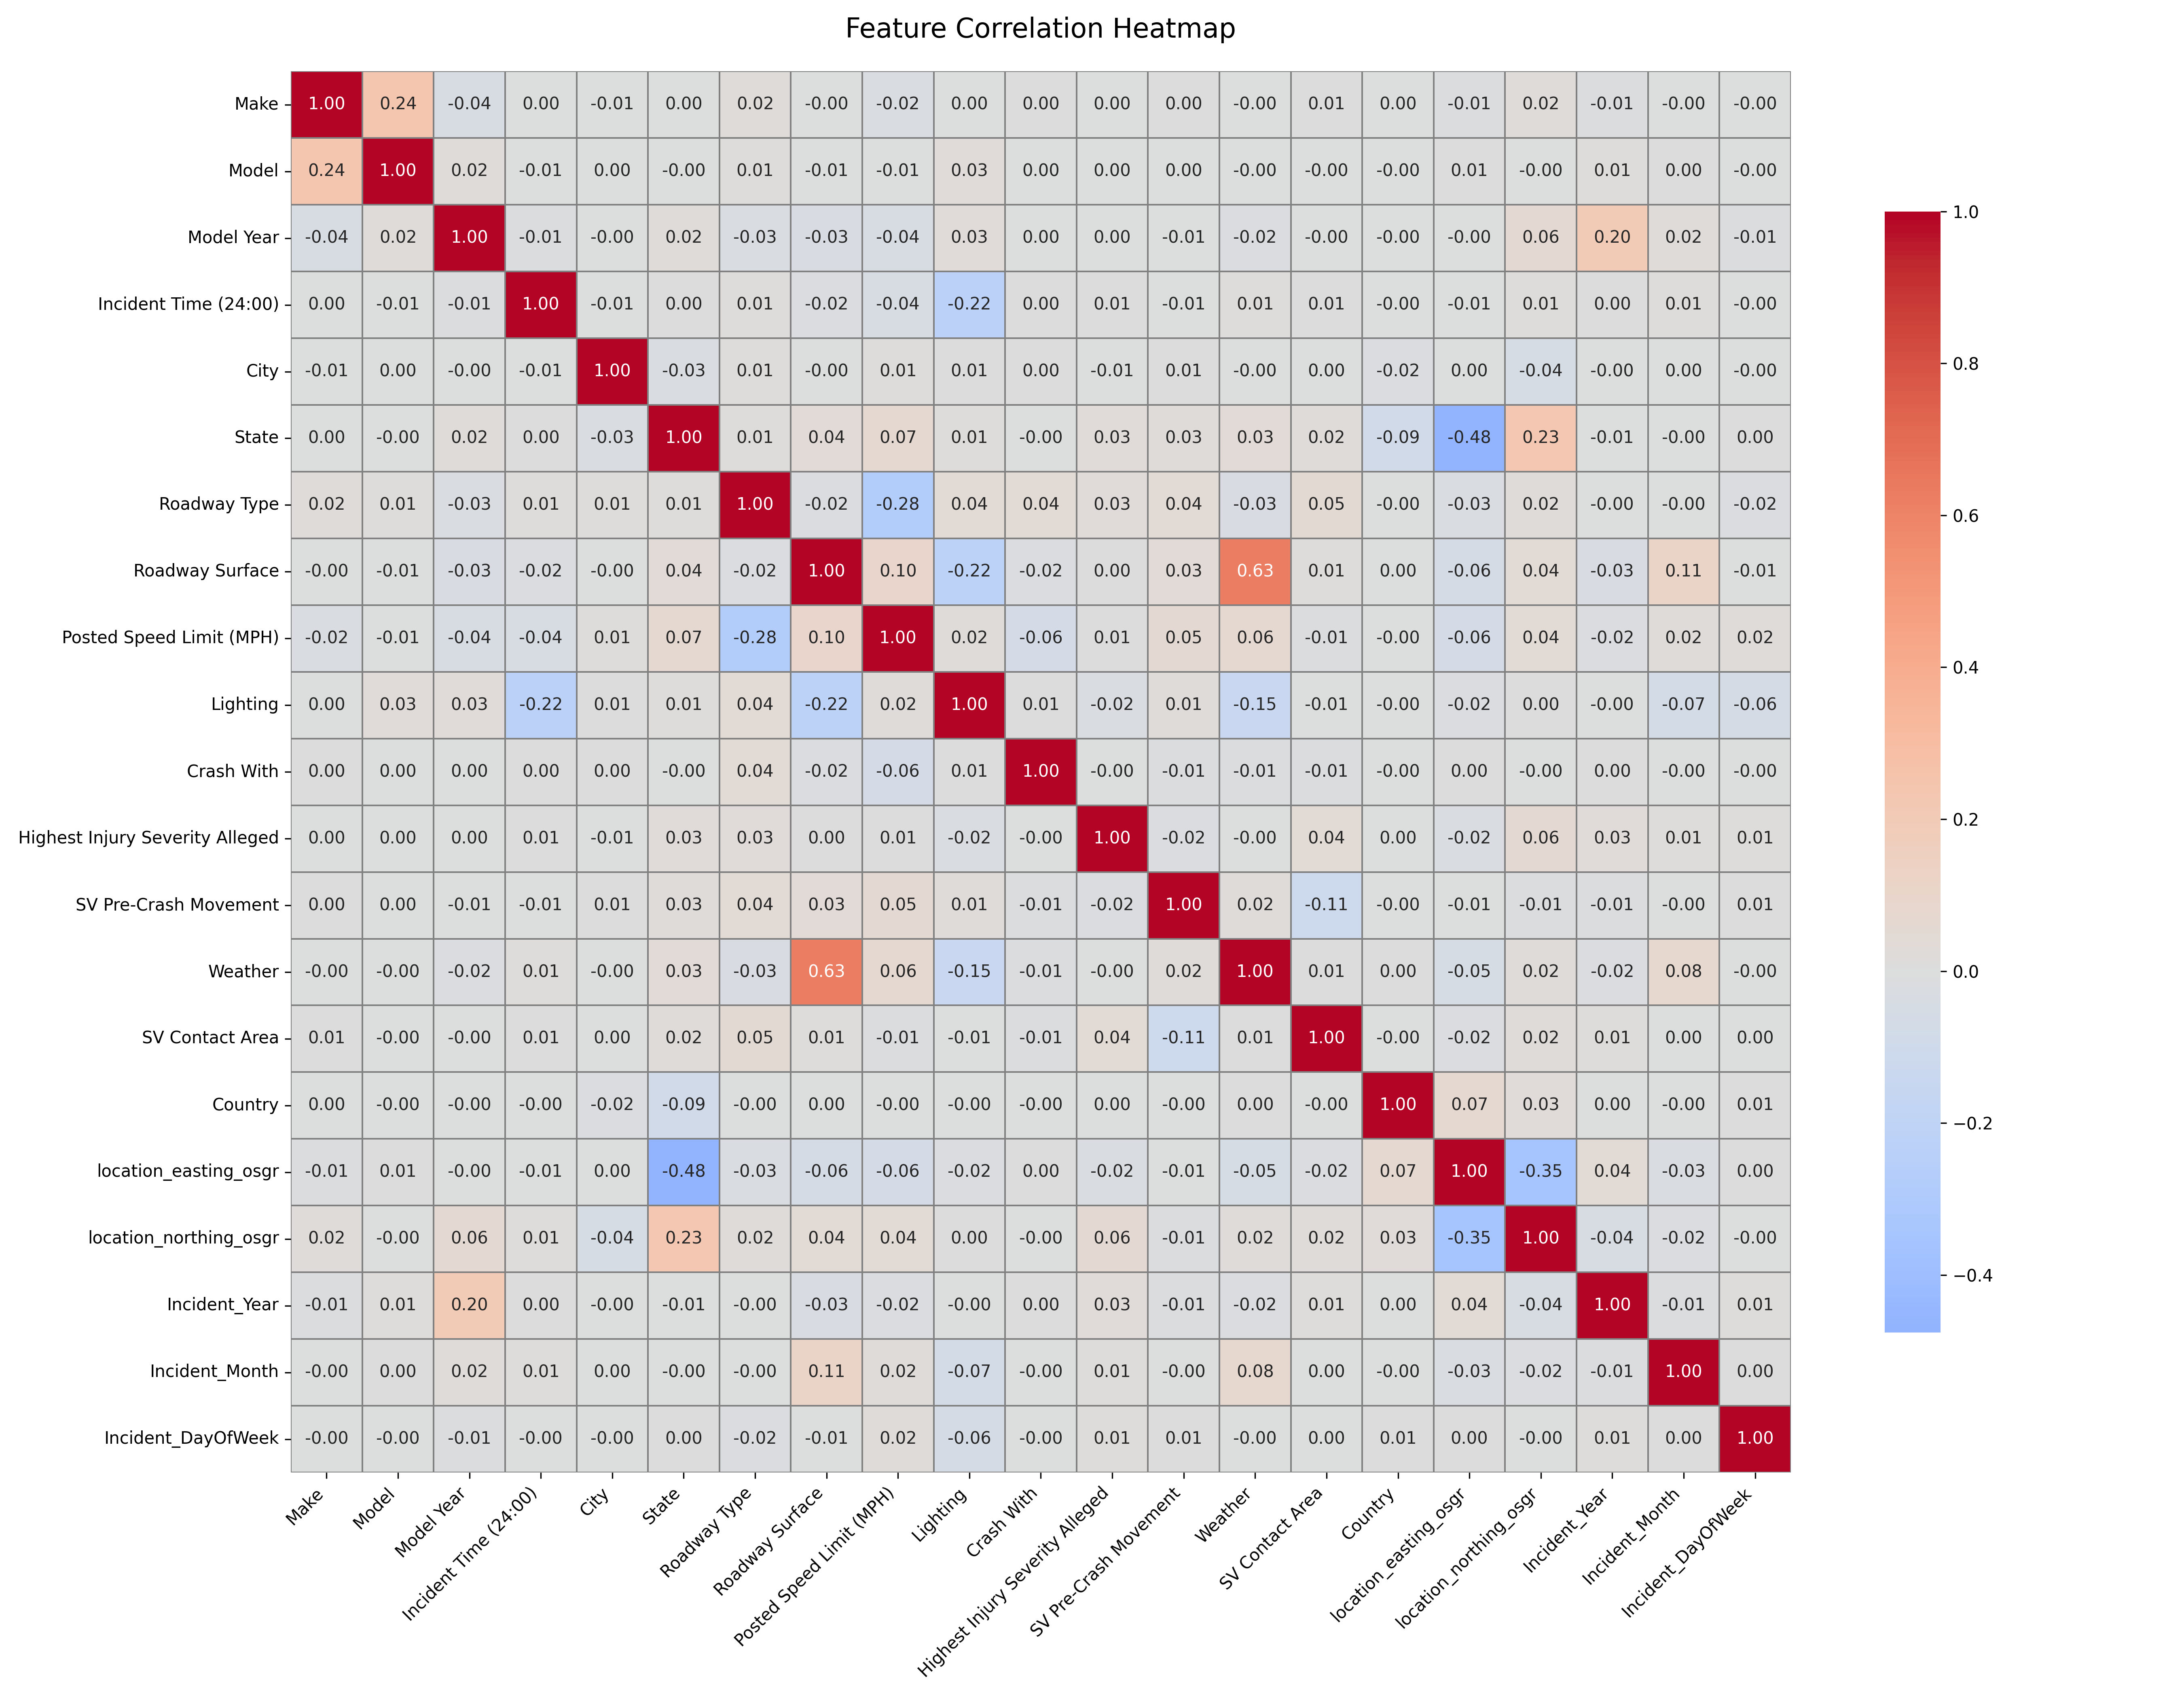 Feature Correlation Heatmap
Make 1.00 0.24 -0.04 0.00 -0.01 0.00 0.02 -0.00 -0.02 0.00 0.00 0.00 0.00 -0.00 0.01 0.00 -0.01 0.02 -0.01 -0.00 -0.00
Model 0.24 1.00 0.02 -0.01 0.00 -0.00 0.01 -0.01 -0.01 0.03 0.00 0.00 0.00 -0.00 -0.00 -0.00 0.01 -0.00 0.01 0.00 -0.00
Model Year -0.04 0.02 1.00 -0.01 -0.00 0.02 -0.03 -0.03 -0.04 0.03 0.00 0.00 -0.01 -0.02 -0.00 -0.00 -0.00 0.06 0.20 0.02 -0.01
Incident Time (24:00) 0.00 -0.01 -0.01 1.00 -0.01 0.00 0.01 -0.02 -0.04 -0.22 0.00 0.01 -0.01 0.01 0.01 -0.00 -0.01 0.01 0.00 0.01 -0.00
City -0.01 0.00 -0.00 -0.01 1.00 -0.03 0.01 -0.00 0.01 0.01 0.00 -0.01 0.01 -0.00 0.00 -0.02 0.00 -0.04 -0.00 0.00 -0.00
State 0.00 -0.00 0.02 0.00 -0.03 1.00 0.01 0.04 0.07 0.01 -0.00 0.03 0.03 0.03 0.02 -0.09 -0.48 0.23 -0.01 -0.00 0.00
Roadway Type 0.02 0.01 -0.03 0.01 0.01 0.01 1.00 -0.02 -0.28 0.04 0.04 0.03 0.04 -0.03 0.05 -0.00 -0.03 0.02 -0.00 -0.00 -0.02
Roadway Surface -0.00 -0.01 -0.03 -0.02 -0.00 0.04 -0.02 1.00 0.10 -0.22 -0.02 0.00 0.03 0.63 0.01 0.00 -0.06 0.04 -0.03 0.11 -0.01
Posted Speed Limit (MPH) -0.02 -0.01 -0.04 -0.04 0.01 0.07 -0.28 0.10 1.00 0.02 -0.06 0.01 0.05 0.06 -0.01 -0.00 -0.06 0.04 -0.02 0.02 0.02
Lighting 0.00 0.03 0.03 -0.22 0.01 0.01 0.04 -0.22 0.02 1.00 0.01 -0.02 0.01 -0.15 -0.01 -0.00 -0.02 0.00 -0.00 -0.07 -0.06
Crash With 0.00 0.00 0.00 0.00 0.00 -0.00 0.04 -0.02 -0.06 0.01 1.00 -0.00 -0.01 -0.01 -0.01 -0.00 0.00 -0.00 0.00 -0.00 -0.00
Highest Injury Severity Alleged 0.00 0.00 0.00 0.01 -0.01 0.03 0.03 0.00 0.01 -0.02 -0.00 1.00 -0.02 -0.00 0.04 0.00 -0.02 0.06 0.03 0.01 0.01
SV Pre-Crash Movement 0.00 0.00 -0.01 -0.01 0.01 0.03 0.04 0.03 0.05 0.01 -0.01 -0.02 1.00 0.02 -0.11 -0.00 -0.01 -0.01 -0.01 -0.00 0.01
Weather -0.00 -0.00 -0.02 0.01 -0.00 0.03 -0.03 0.63 0.06 -0.15 -0.01 -0.00 0.02 1.00 0.01 0.00 -0.05 0.02 -0.02 0.08 -0.00
SV Contact Area 0.01 -0.00 -0.00 0.01 0.00 0.02 0.05 0.01 -0.01 -0.01 -0.01 0.04 -0.11 0.01 1.00 -0.00 -0.02 0.02 0.01 0.00 0.00
Country 0.00 -0.00 -0.00 -0.00 -0.02 -0.09 -0.00 0.00 -0.00 -0.00 -0.00 0.00 -0.00 0.00 -0.00 1.00 0.07 0.03 0.00 -0.00 0.01
location_easting_osgr -0.01 0.01 -0.00 -0.01 0.00 -0.48 -0.03 -0.06 -0.06 -0.02 0.00 -0.02 -0.01 -0.05 -0.02 0.07 1.00 -0.35 0.04 -0.03 0.00
location_northing_osgr 0.02 -0.00 0.06 0.01 -0.04 0.23 0.02 0.04 0.04 0.00 -0.00 0.06 -0.01 0.02 0.02 0.03 -0.35 1.00 -0.04 -0.02 -0.00
Incident_Year -0.01 0.01 0.20 0.00 -0.00 -0.01 -0.00 -0.03 -0.02 -0.00 0.00 0.03 -0.01 -0.02 0.01 0.00 0.04 -0.04 1.00 -0.01 0.01
Incident_Month -0.00 0.00 0.02 0.01 0.00 -0.00 -0.00 0.11 0.02 -0.07 -0.00 0.01 -0.00 0.08 0.00 -0.00 -0.03 -0.02 -0.01 1.00 0.00
Incident_DayOfWeek -0.00 -0.00 -0.01 -0.00 -0.00 0.00 -0.02 -0.01 0.02 -0.06 -0.00 0.01 0.01 -0.00 0.00 0.01 0.00 -0.00 0.01 0.00 1.00
Make
Model
Model Year
Incident Time (24:00)
City
State
Roadway Type
Roadway Surface
Posted Speed Limit (MPH)
Lighting
Crash With
Highest Injury Severity Alleged
SV Pre-Crash Movement
Weather
SV Contact Area
Country
location_easting_osgr
location_northing_osgr
Incident_Year
Incident_Month
Incident_DayOfWeek
1.0
0.8
0.6
0.4
0.2
0.0
−0.2
−0.4